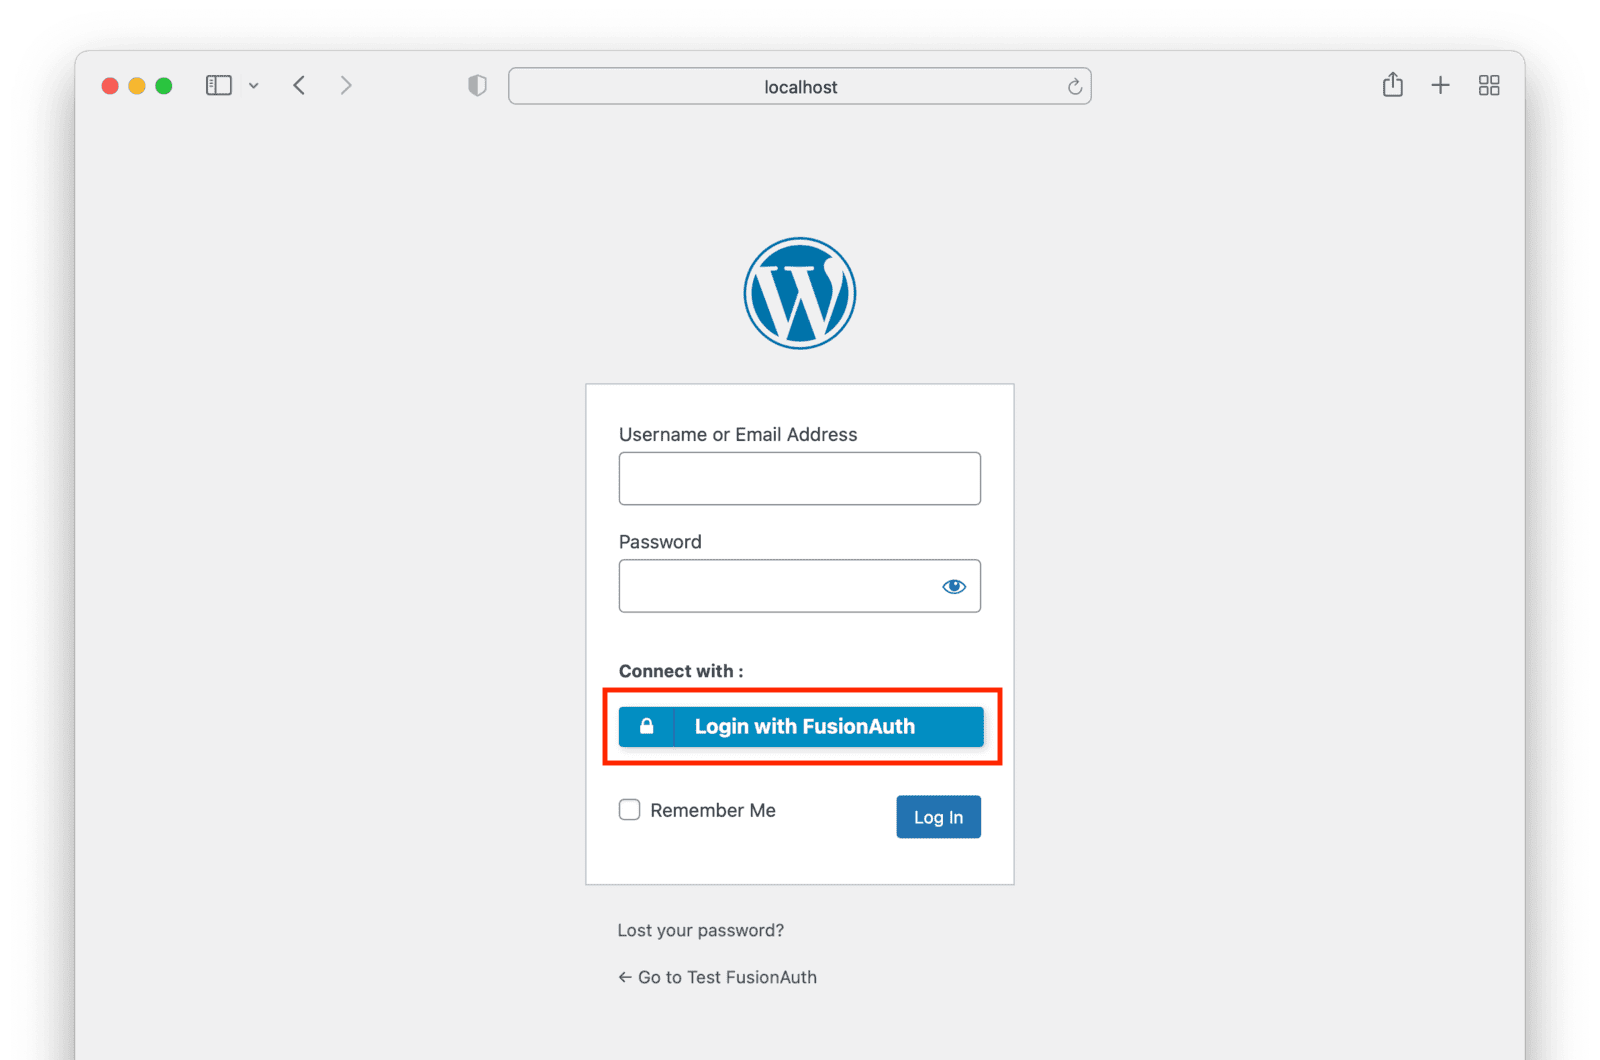 localhost
W
Username or Email Address
Password
Connect with :
Login with FusionAuth
Remember Me
Log In
Lost your password?
← Go to Test FusionAuth